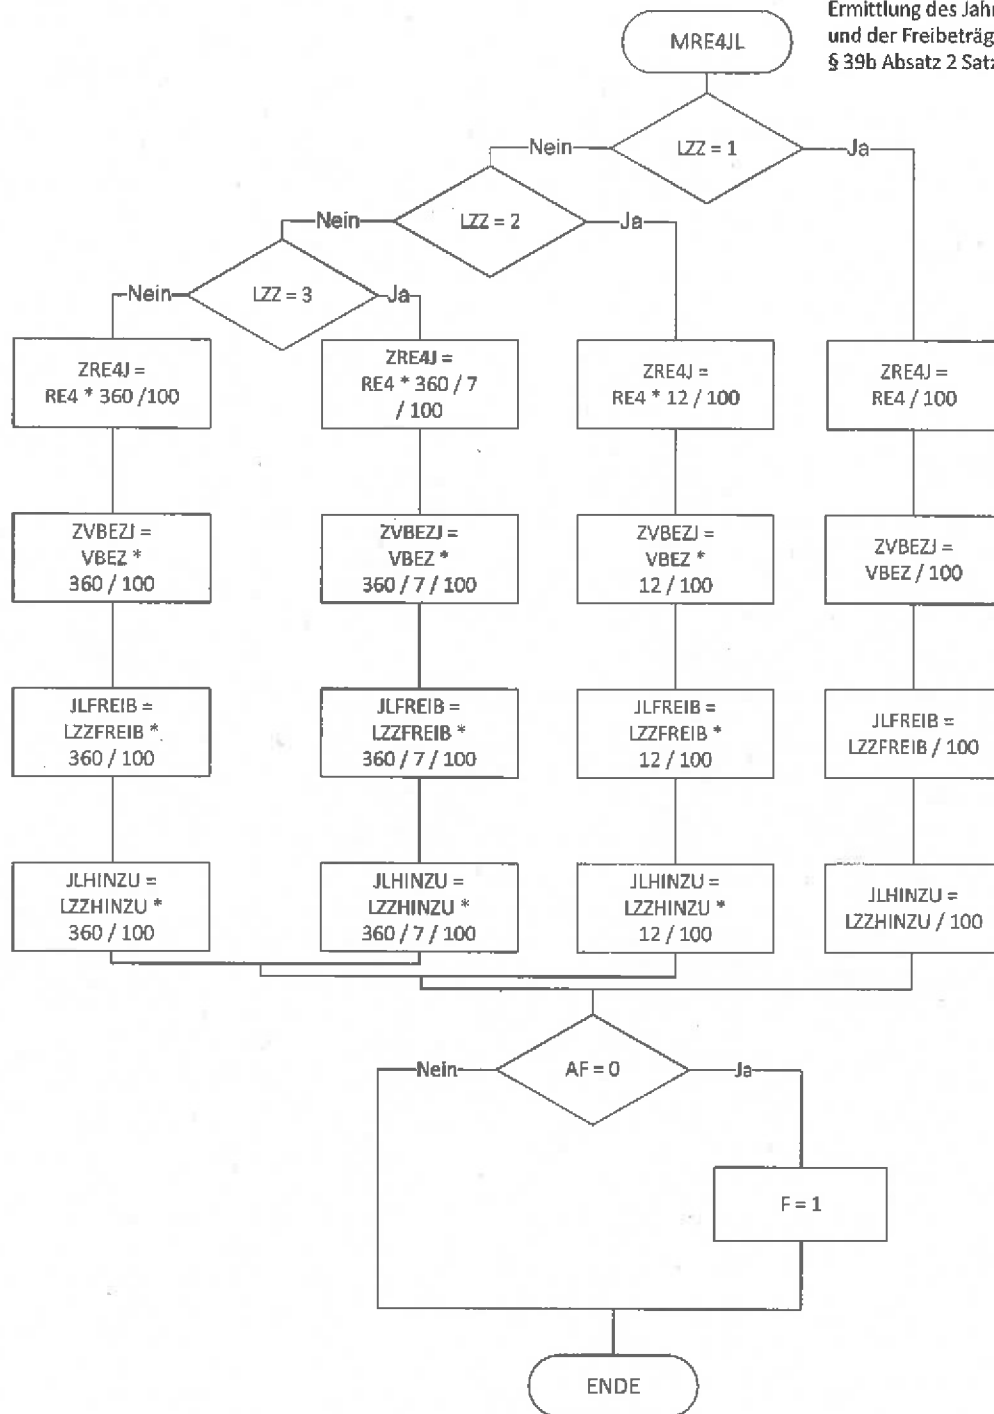 Ermittlung des Jahr
und der Freibeträg
§ 39b Absatz 2 Satz
MRE4JL
LZZ = 1
Nein
Ja
LZZ = 2
Nein
Ja
LZZ = 3
Nein
Ja
ZRE4J =
RE4 * 360 /100
ZRE4J =
RE4 * 360 / 7
/ 100
ZRE4J =
RE4 * 12 / 100
ZRE4J =
RE4 / 100
ZVBEZJ =
VBEZ *
360 / 100
ZVBEZJ =
VBEZ *
360 / 7 / 100
ZVBEZJ =
VBEZ *
12 / 100
ZVBEZJ =
VBEZ / 100
JLFREIB =
LZZFREIB *
360 / 100
JLFREIB =
LZZFREIB *
360 / 7 / 100
JLFREIB =
LZZFREIB *
12 / 100
JLFREIB =
LZZFREIB / 100
JLHINZU =
LZZHINZU *
360 / 100
JLHINZU =
LZZHINZU *
360 / 7 / 100
JLHINZU =
LZZHINZU *
12 / 100
JLHINZU =
LZZHINZU / 100
AF = 0
Nein
Ja
F = 1
ENDE